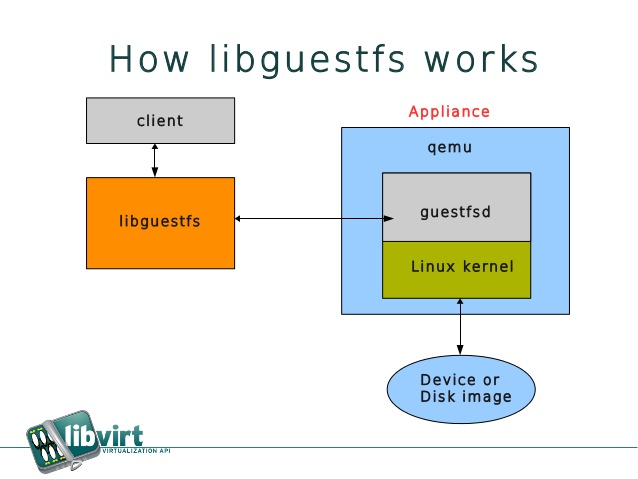 How libguestfs works
client
Appliance
qemu
libguestfs
guestfsd
Linux kernel
Device or
Disk image
libvirt
VIRTUALIZATION API